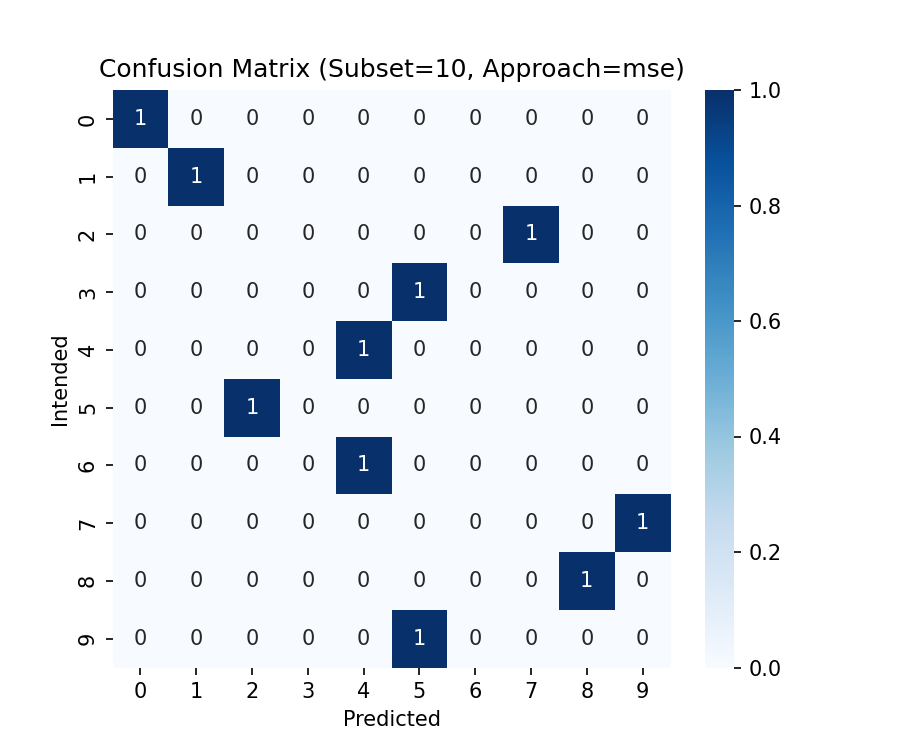 Confusion Matrix (Subset=10, Approach=mse)
Intended
0 1 0 0 0 0 0 0 0 0 0
1 0 1 0 0 0 0 0 0 0 0
2 0 0 0 0 0 0 0 1 0 0
3 0 0 0 0 0 1 0 0 0 0
4 0 0 0 0 1 0 0 0 0 0
5 0 0 1 0 0 0 0 0 0 0
6 0 0 0 0 1 0 0 0 0 0
7 0 0 0 0 0 0 0 0 0 1
8 0 0 0 0 0 0 0 0 1 0
9 0 0 0 0 0 1 0 0 0 0
0 1 2 3 4 5 6 7 8 9
Predicted
1.0
0.8
0.6
0.4
0.2
0.0